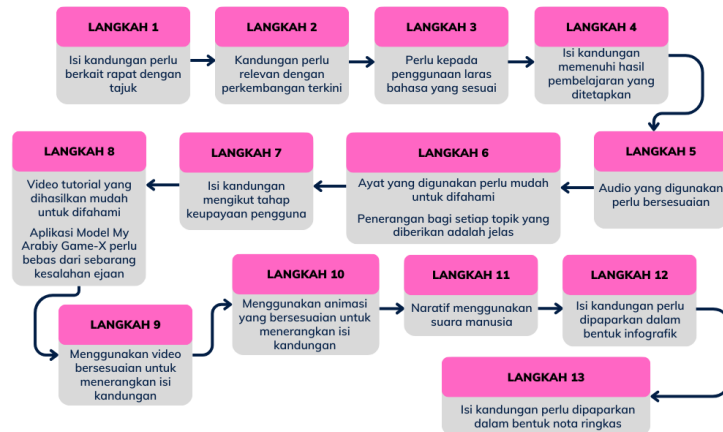 LANGKAH 1
Isi kandungan perlu
berkait rapat dengan
tajuk
LANGKAH 2
Kandungan perlu
relevan dengan
perkembangan terkini
LANGKAH 3
Perlu kepada
penggunaan laras
bahasa yang sesuai
LANGKAH 4
Isi kandungan
memenuhi hasil
pembelajaran yang
ditetapkan
LANGKAH 5
Audio yang digunakan
perlu bersesuaian
LANGKAH 6
Ayat yang digunakan perlu mudah
untuk difahami
Penerangan bagi setiap topik yang
diberikan adalah jelas
LANGKAH 7
Isi kandungan
mengikut tahap
keupayaan pengguna
LANGKAH 8
Video tutorial yang
dihasilkan mudah
untuk difahami
Aplikasi Model My
Arabiy Game-X perlu
bebas dari sebarang
kesalahan ejaan
LANGKAH 9
Menggunakan video
bersesuaian untuk
menerangkan isi
kandungan
LANGKAH 10
Menggunakan animasi
yang bersesuaian untuk
menerangkan isi
kandungan
LANGKAH 11
Naratif menggunakan
suara manusia
LANGKAH 12
Isi kandungan perlu
dipaparkan dalam
bentuk infografik
LANGKAH 13
Isi kandungan perlu dipaparkan
dalam bentuk nota ringkas